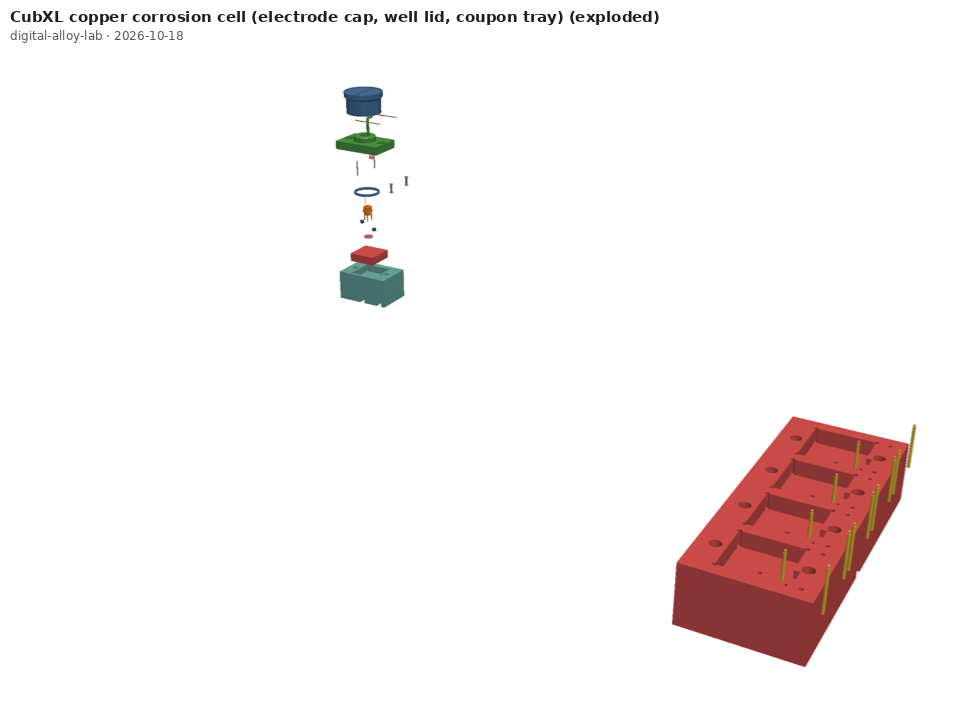 CubXL copper corrosion cell (electrode cap, well lid, coupon tray) (exploded)
digital-alloy-lab · 2026-10-18